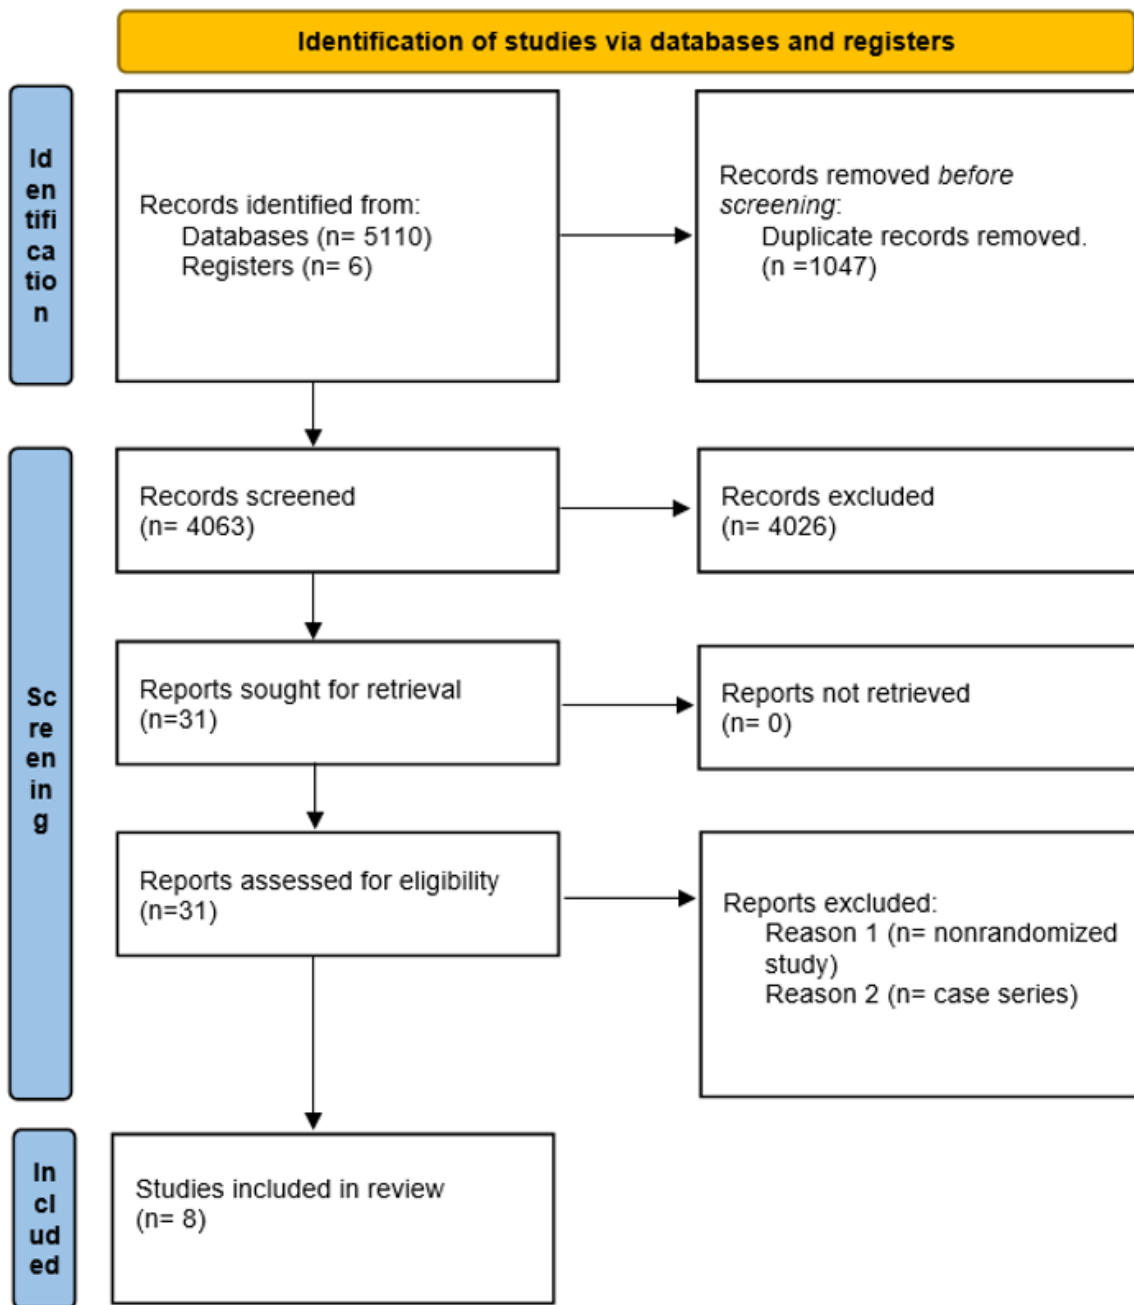 Identification of studies via databases and registers
Id
en
tifi
ca
tio
n
Records identified from:
Databases (n= 5110)
Registers (n= 6)
Records removed before
screening:
Duplicate records removed.
(n =1047)
Sc
re
en
in
g
Records screened
(n= 4063)
Records excluded
(n= 4026)
Reports sought for retrieval
(n=31)
Reports not retrieved
(n= 0)
Reports assessed for eligibility
(n=31)
Reports excluded:
Reason 1 (n= nonrandomized
study)
Reason 2 (n= case series)
In
cl
ud
ed
Studies included in review
(n= 8)